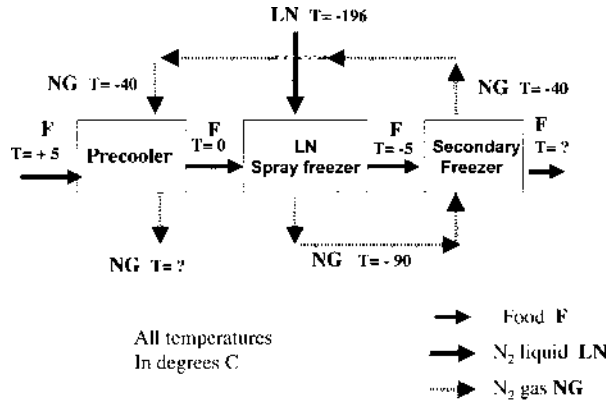 LN T= -196
NG T= -40
NG T= -40
F
T= + 5
Precooler
F
T= 0
LN
Spray freezer
F
T= -5
Secondary
Freezer
F
T= ?
NG T= ?
NG T= - 90
All temperatures
In degrees C
Food F
N₂ liquid LN
N₂ gas NG